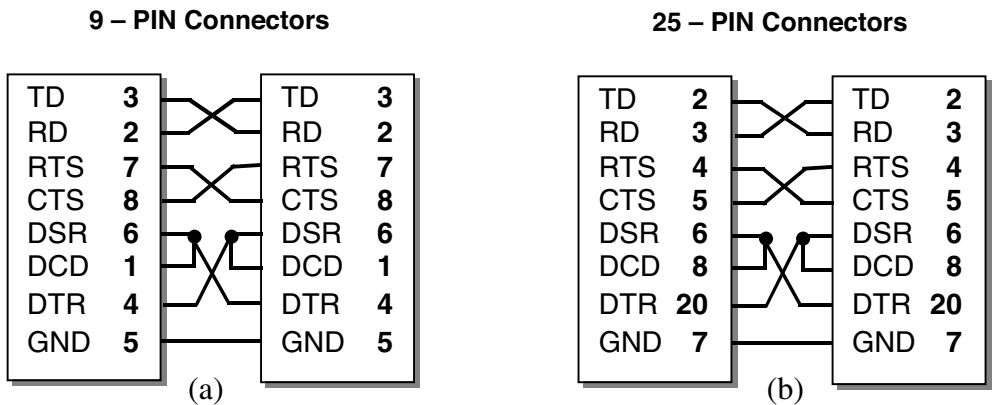 9 – PIN Connectors
TD 3
RD 2
RTS 7
CTS 8
DSR 6
DCD 1
DTR 4
GND 5
TD 3
RD 2
RTS 7
CTS 8
DSR 6
DCD 1
DTR 4
GND 5
(a)
25 – PIN Connectors
TD 2
RD 3
RTS 4
CTS 5
DSR 6
DCD 8
DTR 20
GND 7
TD 2
RD 3
RTS 4
CTS 5
DSR 6
DCD 8
DTR 20
GND 7
(b)